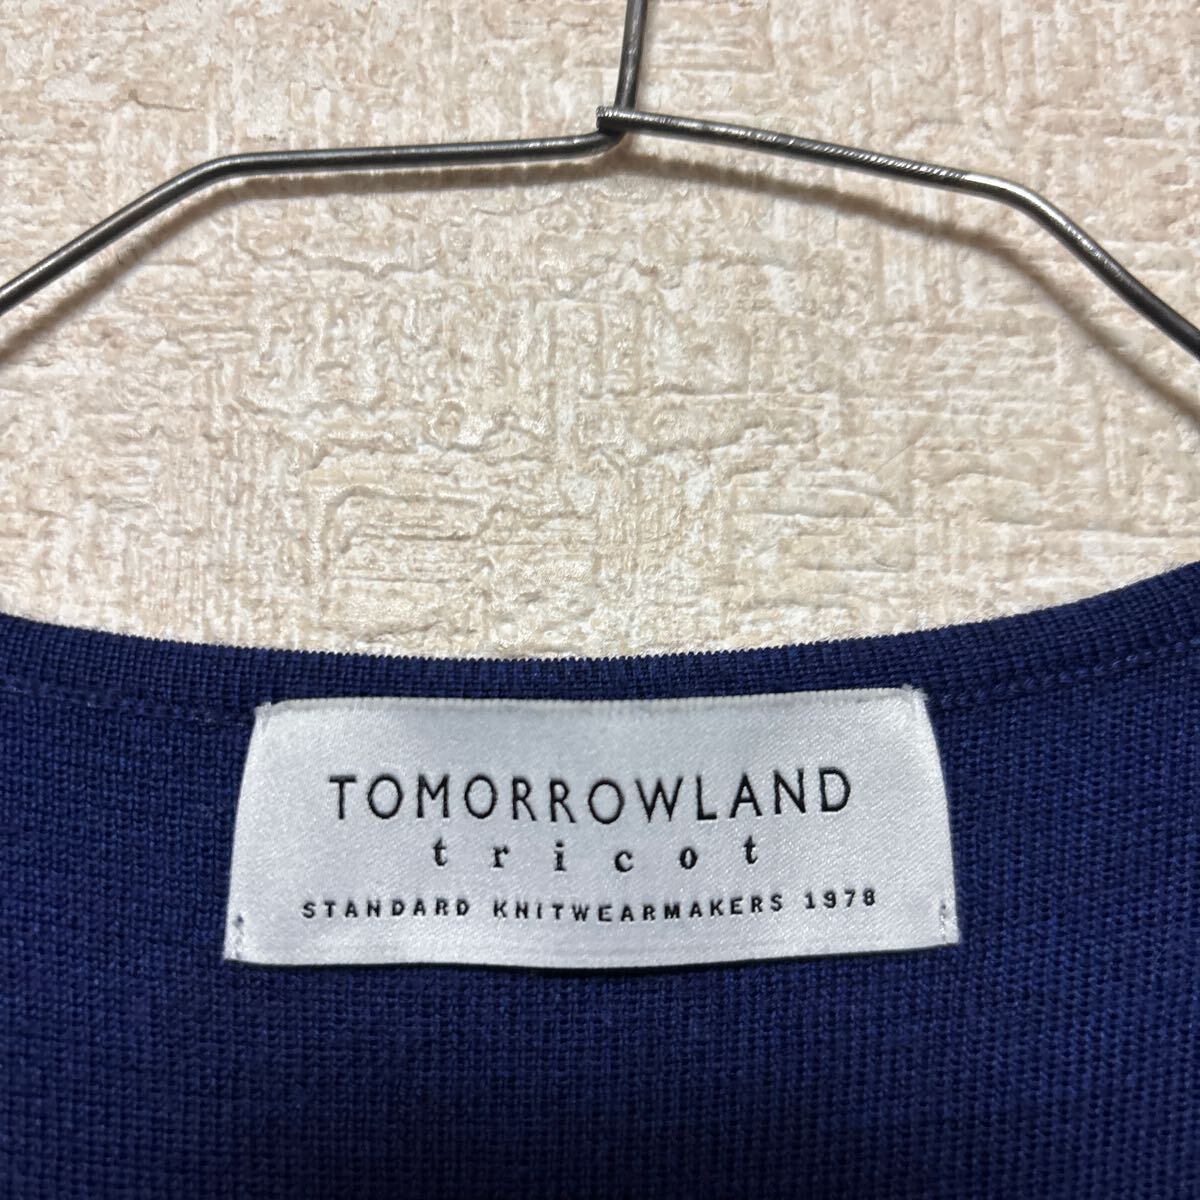 TOMORROWLAND
tricot
STANDARD KNITWEARMAKERS 1978